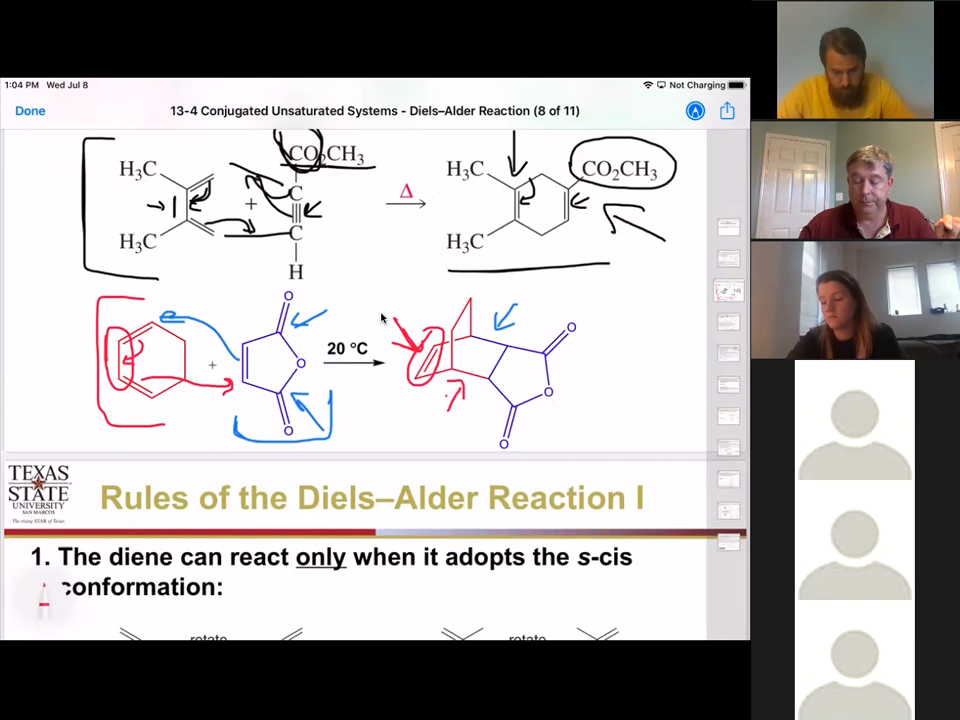 1:04 PM Wed Jul 8
Not Charging
Done
13-4 Conjugated Unsaturated Systems - Diels–Alder Reaction (8 of 11)
CO₂CH₃
H₃C
C
+
Δ
C
H₃C
H
H₃C
CO₂CH₃
H₃C
O
+
O
O
20 °C
O
O
O
TEXAS
STATE
UNIVERSITY
SAN MARCOS
The rising STAR of Texas
Rules of the Diels–Alder Reaction I
1. The diene can react only when it adopts the s-cis
conformation:
rotate
rotate